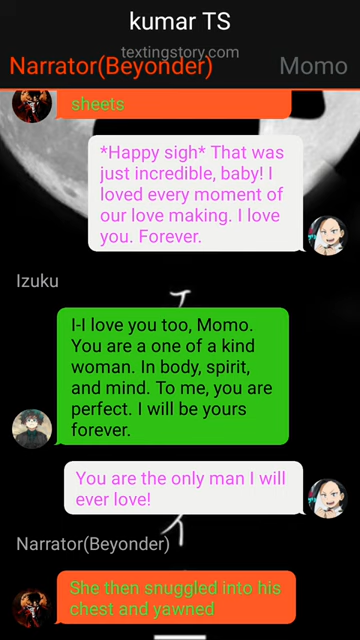 kumar TS
textingstory.com
Narrator(Beyonder)
Momo
sheets
*Happy sigh* That was
just incredible, baby! I
loved every moment of
our love making. I love
you. Forever.
Izuku
I-I love you too, Momo.
You are a one of a kind
woman. In body, spirit,
and mind. To me, you are
perfect. I will be yours
forever.
You are the only man I will
ever love!
Narrator(Beyonder)
She then snuggled into his
chest and yawned